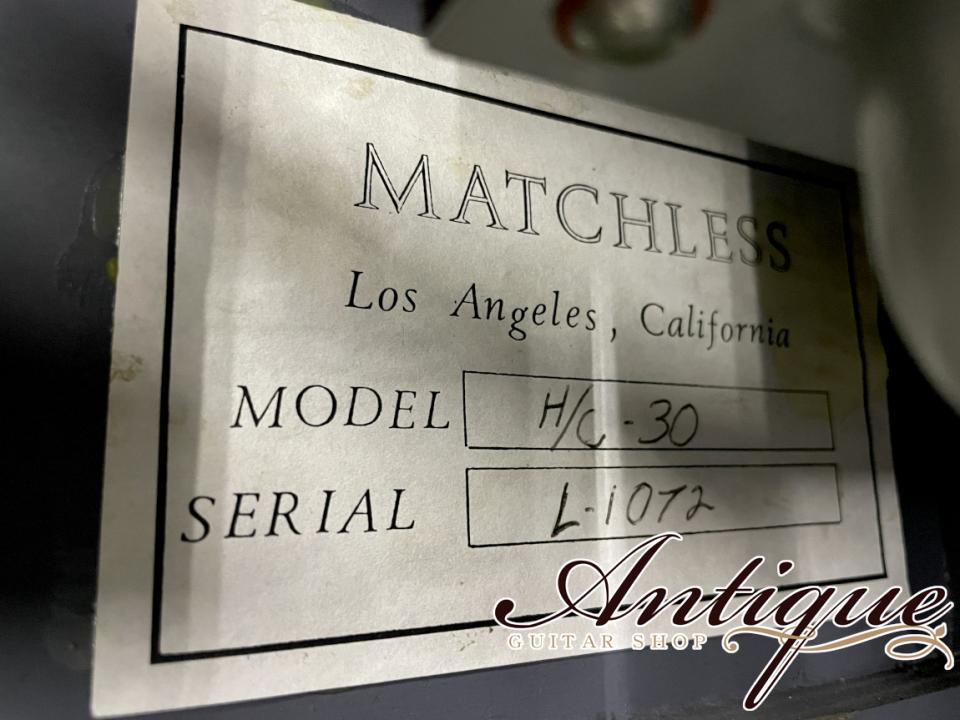 MATCHLESS
Los Angeles, California
MODEL H/C-30
SERIAL L-1072
Antique
GUITAR SHOP